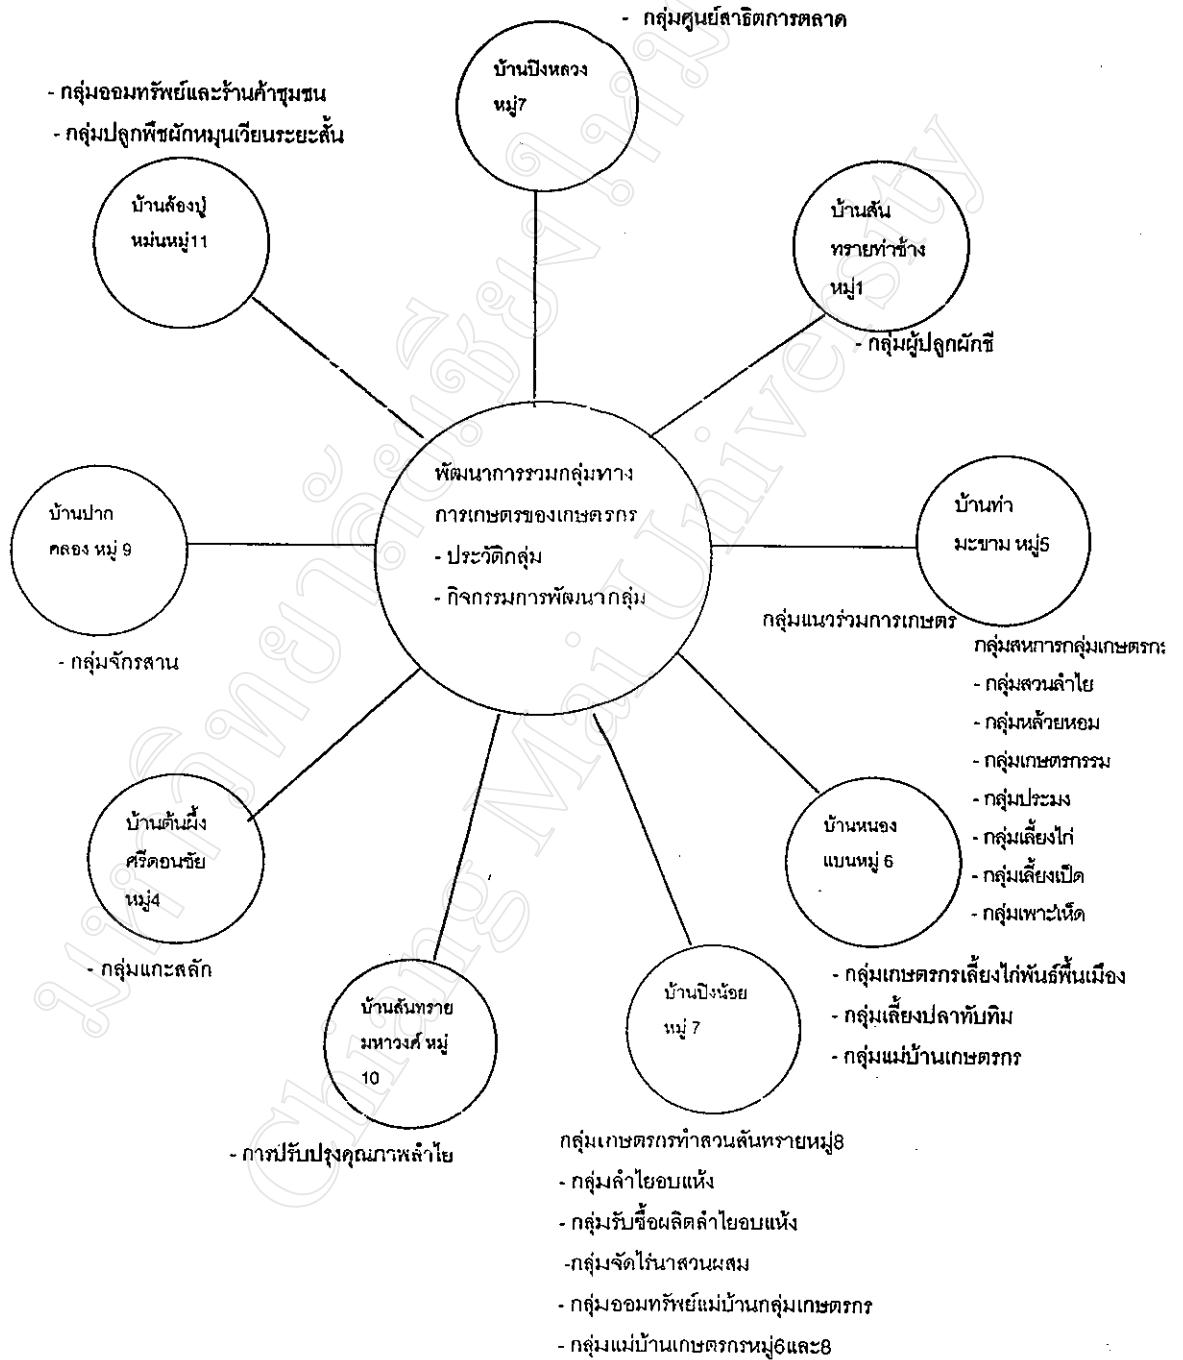 - กลุ่มศูนย์สาธิตการตลาด
บ้านปิงหลวง
หมู่7
- กลุ่มออมทรัพย์และร้านค้าชุมชน
- กลุ่มปลูกพืชผักหมุนเวียนระยะสั้น
บ้านล้องปู่
หม่นหมู่11
บ้านสัน
ทรายท่าช้าง
หมู่1
- กลุ่มผู้ปลูกผักชี
พัฒนาการรวมกลุ่มทาง
การเกษตรของเกษตรกร
- ประวัติกลุ่ม
- กิจกรรมการพัฒนากลุ่ม
บ้านปาก
คลอง หมู่ 9
- กลุ่มจักรสาน
บ้านท่า
มะขาม หมู่5
กลุ่มแนวร่วมการเกษตร
กลุ่มสหการกลุ่มเกษตรกะ
- กลุ่มสวนลำไย
- กลุ่มหล้วยหอม
- กลุ่มเกษตรกรรม
- กลุ่มประมง
- กลุ่มเลี้ยงไก่
- กลุ่มเลี้ยงเป็ด
- กลุ่มเพาะเห็ด
บ้านต้นผึ้ง
ศรีดอนชัย
หมู่4
- กลุ่มแกะสลัก
บ้านหนอง
แบนหมู่ 6
- กลุ่มเกษตรกรเลี้ยงไก่พันธ์พื้นเมือง
- กลุ่มเลี้ยงปลาทับทิม
- กลุ่มแม่บ้านเกษตรกร
บ้านสันทราย
มหาวงศ์ หมู่
10
- การปรับปรุงคุณภาพลำไย
บ้านปิงน้อย
หมู่ 7
กลุ่มเกษตรกรทำสวนสันทรายหมู่8
- กลุ่มลำไยอบแห้ง
- กลุ่มรับซื้อผลิตลำไยอบแห้ง
-กลุ่มจัดไร่นาสวนผสม
- กลุ่มออมทรัพย์แม่บ้านกลุ่มเกษตรกร
- กลุ่มแม่บ้านเกษตรกรหมู่6และ8
มหาวิทยาลัยเชียงใหม่
Chiang Mai University